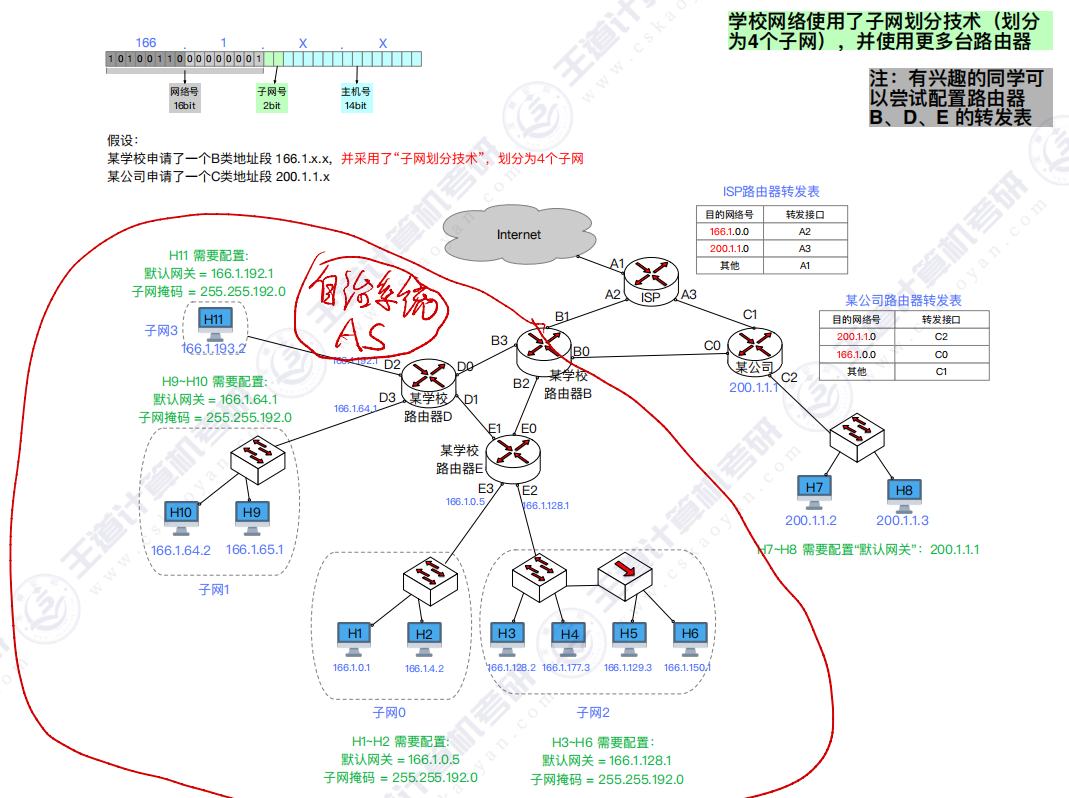 学校网络使用了子网划分技术（划分
为4个子网），并使用更多台路由器
注：有兴趣的同学可
以尝试配置路由器
B、D、E 的转发表
166 . 1 . X . X
1 0 1 0 0 1 1 0 0 0 0 0 0 0 0 1
网络号
16bit
子网号
2bit
主机号
14bit
假设：
某学校申请了一个B类地址段 166.1.x.x，并采用了“子网划分技术”，划分为4个子网
某公司申请了一个C类地址段 200.1.1.x
Internet
ISP路由器转发表
目的网络号 转发接口
166.1.0.0 A2
200.1.1.0 A3
其他 A1
A1
ISP
A2
A3
某公司路由器转发表
目的网络号 转发接口
200.1.1.0 C2
166.1.0.0 C0
其他 C1
H11 需要配置:
默认网关 = 166.1.192.1
子网掩码 = 255.255.192.0
自治系统
AS
子网3
H11
166.1.193.2
B1
B3
B0
B2
某学校
路由器B
C1
C0
某公司
200.1.1.1
C2
D2
D0
166.1.64.1
D3
D1
某学校
路由器D
H9~H10 需要配置:
默认网关 = 166.1.64.1
子网掩码 = 255.255.192.0
E1
E0
某学校
路由器E
E3
E2
166.1.0.5
166.1.128.1
H10
H9
166.1.64.2
166.1.65.1
子网1
H7
H8
200.1.1.2
200.1.1.3
H7~H8 需要配置“默认网关”：200.1.1.1
H1
H2
166.1.0.1
166.1.4.2
子网0
H3
H4
H5
H6
166.1.128.2
166.1.177.3
166.1.129.3
166.1.150.1
子网2
H1~H2 需要配置:
默认网关 = 166.1.0.5
子网掩码 = 255.255.192.0
H3~H6 需要配置:
默认网关 = 166.1.128.1
子网掩码 = 255.255.192.0
王道计算机考研
www.cskaoyan.com